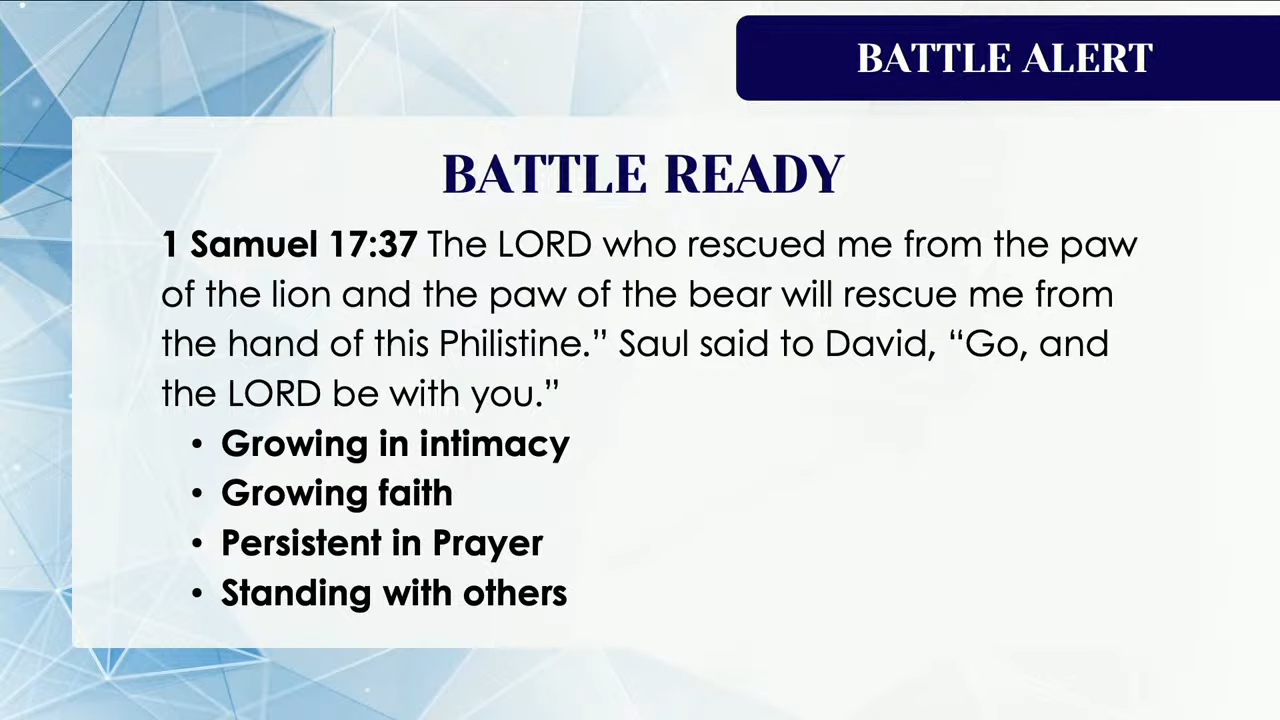 BATTLE ALERT
BATTLE READY
1 Samuel 17:37 The LORD who rescued me from the paw
of the lion and the paw of the bear will rescue me from
the hand of this Philistine.” Saul said to David, “Go, and
the LORD be with you.”
• Growing in intimacy
• Growing faith
• Persistent in Prayer
• Standing with others